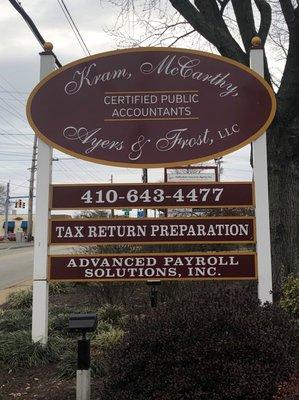 Kram, McCarthy,
CERTIFIED PUBLIC
ACCOUNTANTS
Ayers & Frost, LLC
410-643-4477
TAX RETURN PREPARATION
ADVANCED PAYROLL
SOLUTIONS, INC.